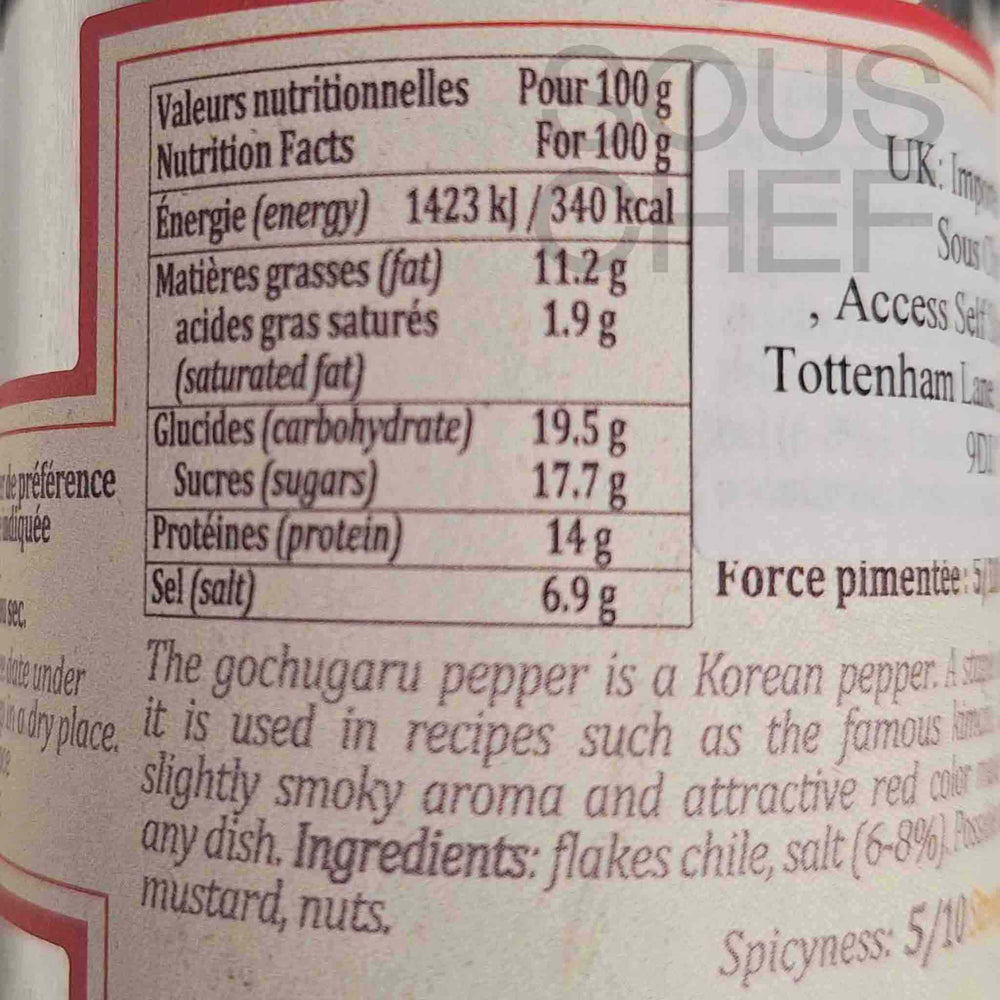 SOUS
CHEF
Valeurs nutritionnelles Pour 100 g
Nutrition Facts For 100 g
Énergie (energy) 1423 kJ / 340 kcal
Matières grasses (fat) 11.2 g
acides gras saturés 1.9 g
(saturated fat)
Glucides (carbohydrate) 19.5 g
Sucres (sugars) 17.7 g
Protéines (protein) 14 g
Sel (salt) 6.9 g
UK:
Sous
, Access Self
Tottenham Lane
Force pimentée: 5/10
The gochugaru pepper is a Korean pepper. A
it is used in recipes such as the famous
slightly smoky aroma and attractive red color
any dish. Ingredients: flakes chile, salt (6-8%).
mustard, nuts.
Spicyness: 5/10
de préférence
indiquée
sec.
date under
in a dry place.